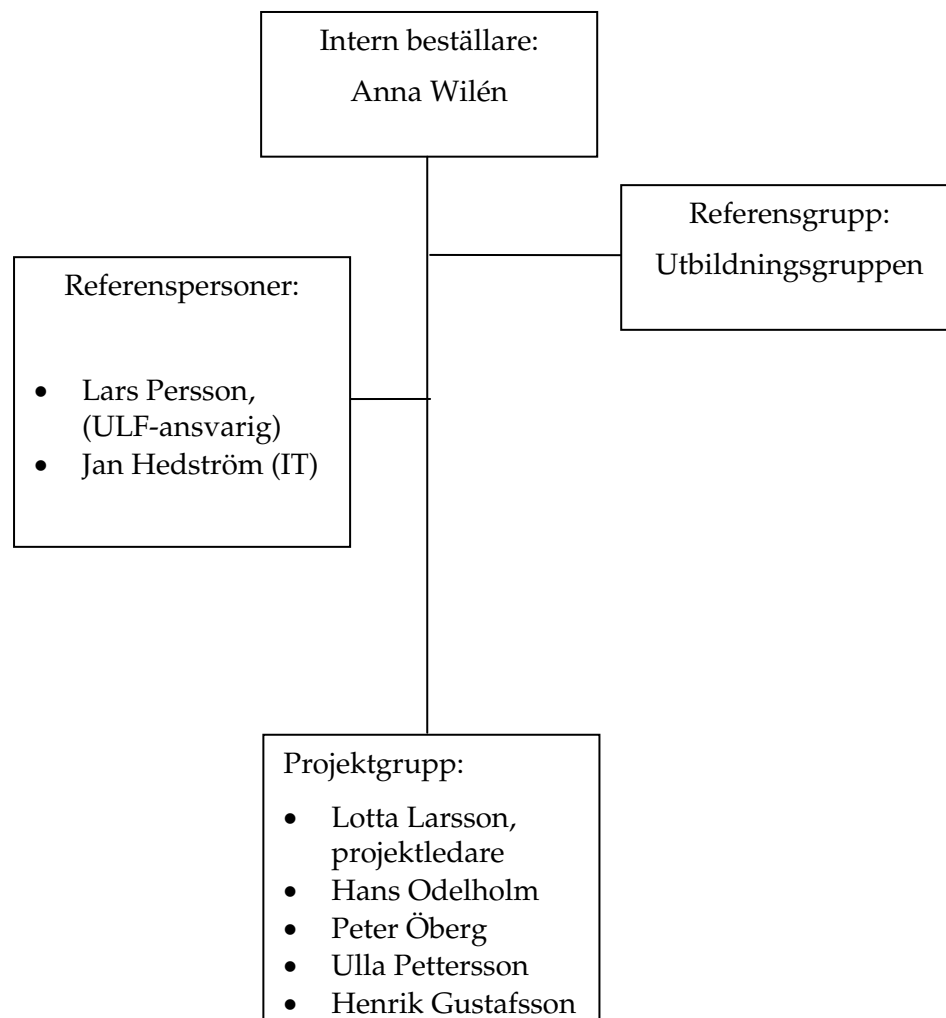 Intern beställare:
Anna Wilén
Referensgrupp:
Utbildningsgruppen
Referenspersoner:
• Lars Persson,
(ULF-ansvarig)
• Jan Hedström (IT)
Projektgrupp:
• Lotta Larsson,
projektledare
• Hans Odelholm
• Peter Öberg
• Ulla Pettersson
• Henrik Gustafsson